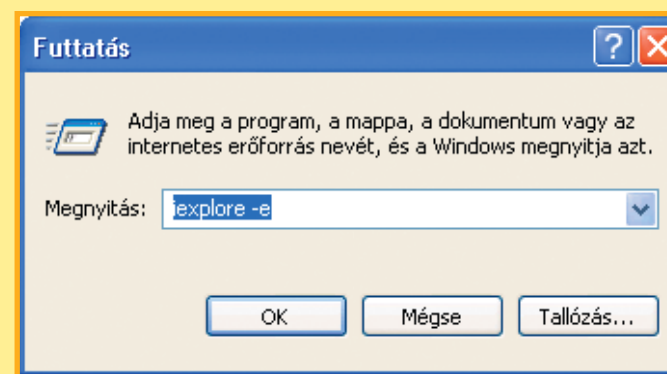 Futtatás
Adja meg a program, a mappa, a dokumentum vagy az
internetes erőforrás nevét, és a Windows megnyitja azt.
Megnyitás: iexplore -e
OK Mégse Tallózás...